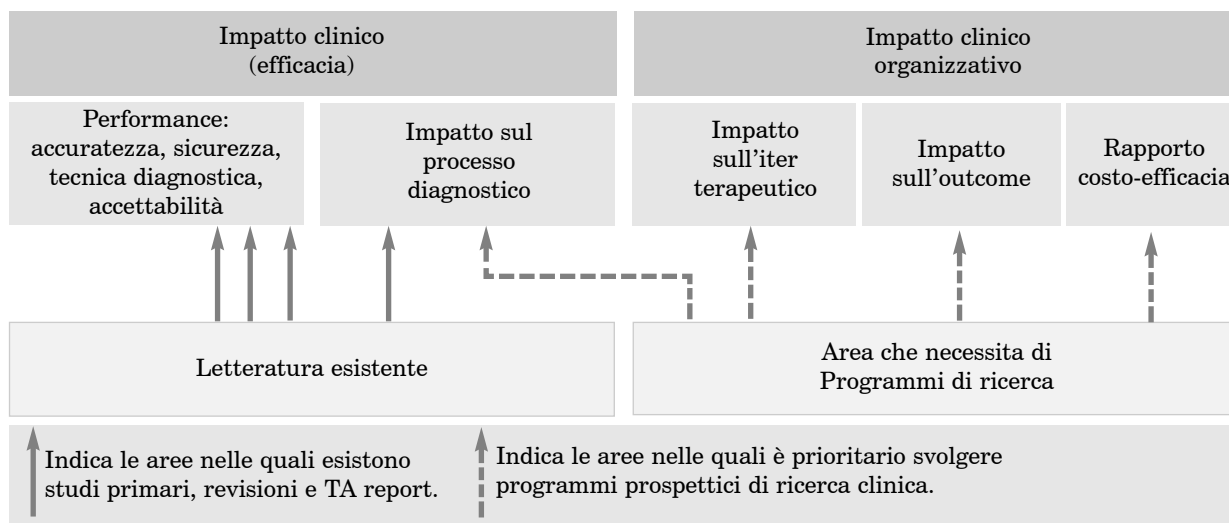 Impatto clinico
(efficacia)
Impatto clinico
organizzativo
Performance:
accuratezza, sicurezza,
tecnica diagnostica,
accettabilità
Impatto sul
processo
diagnostico
Impatto
sull’iter
terapeutico
Impatto
sull’outcome
Rapporto
costo-efficacia
Letteratura esistente
Area che necessita di
Programmi di ricerca
Indica le aree nelle quali esistono
studi primari, revisioni e TA report.
Indica le aree nelle quali è prioritario svolgere
programmi prospettici di ricerca clinica.